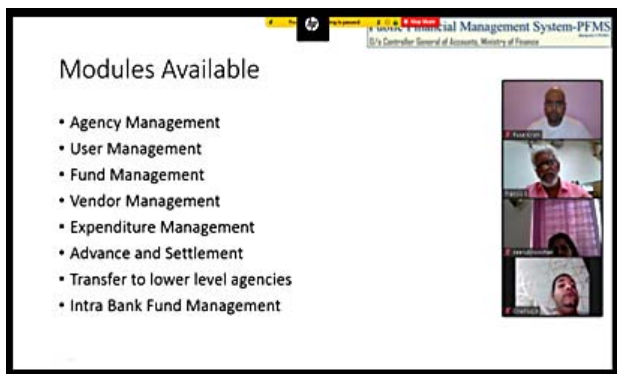 Public Financial Management System-PFMS
O/o Controller General of Accounts, Ministry of Finance
Modules Available
• Agency Management
• User Management
• Fund Management
• Vendor Management
• Expenditure Management
• Advance and Settlement
• Transfer to lower level agencies
• Intra Bank Fund Management